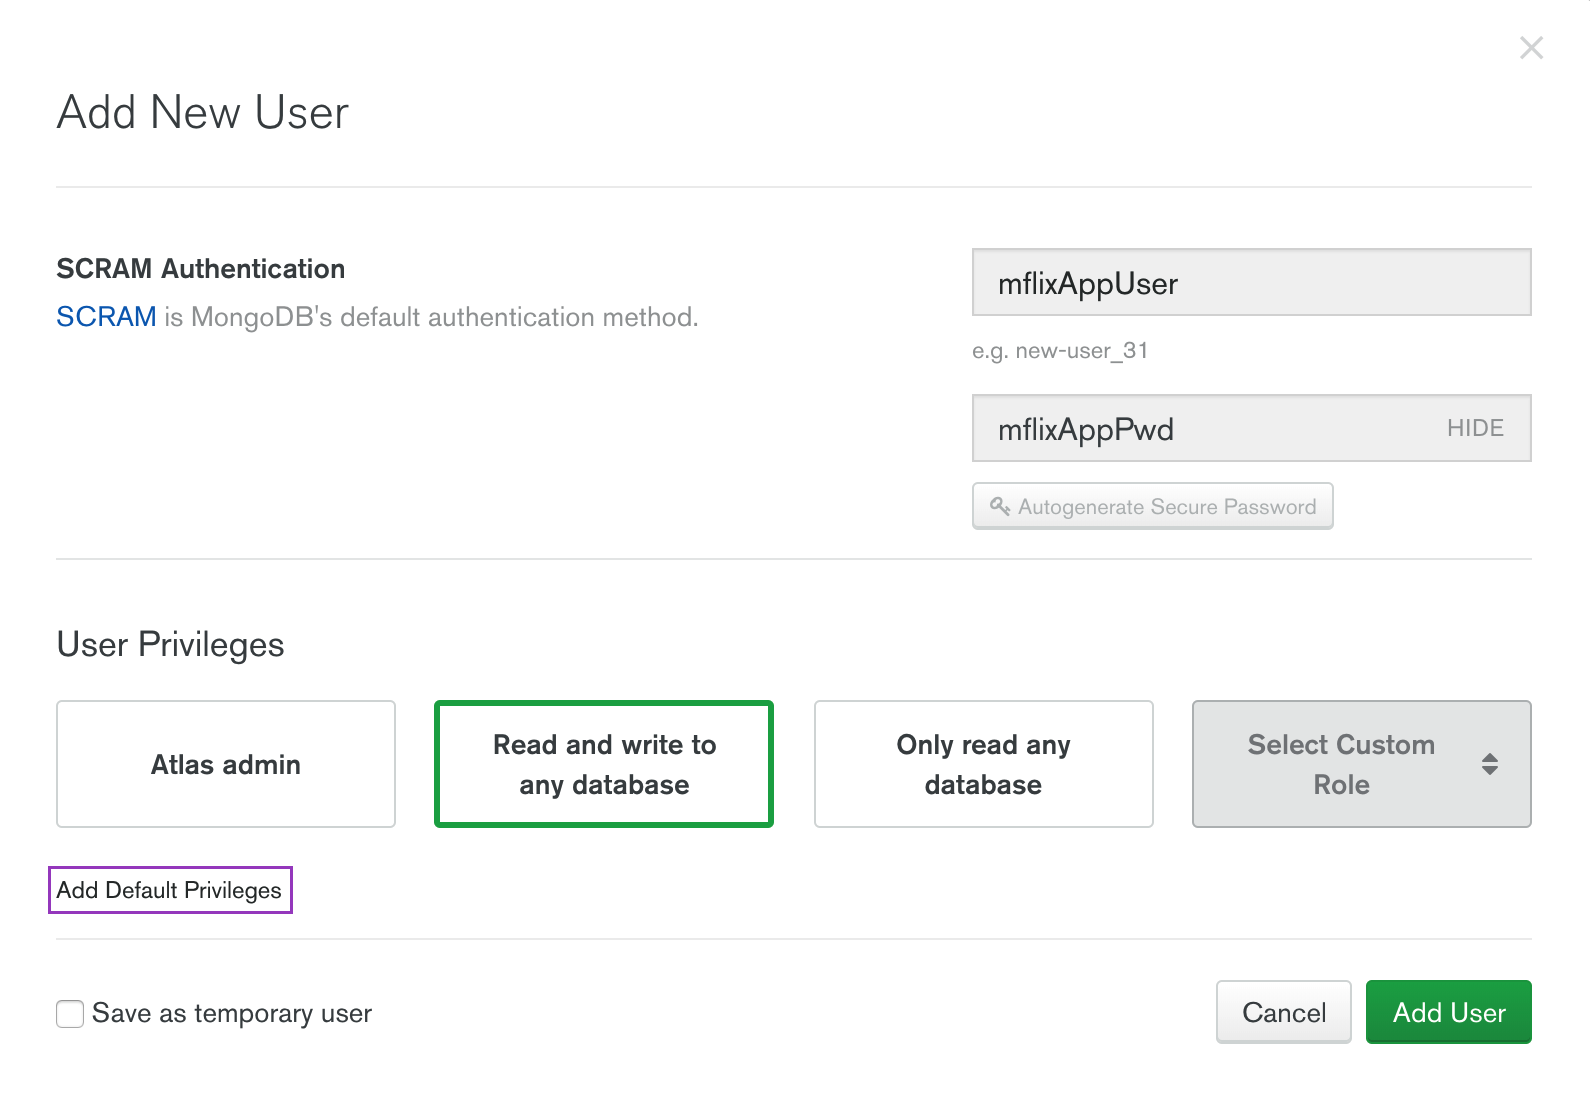 Add New User
SCRAM Authentication
SCRAM is MongoDB's default authentication method.
mflixAppUser
e.g. new-user_31
mflixAppPwd
HIDE
Autogenerate Secure Password
User Privileges
Atlas admin
Read and write to
any database
Only read any
database
Select Custom
Role
Add Default Privileges
Save as temporary user
Cancel
Add User